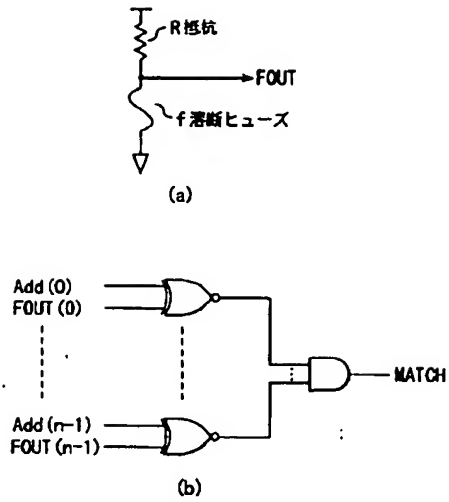 R抵抗
FOUT
f溶断ヒューズ
(a)
Add(0)
FOUT(0)
MATCH
Add(n-1)
FOUT(n-1)
(b)